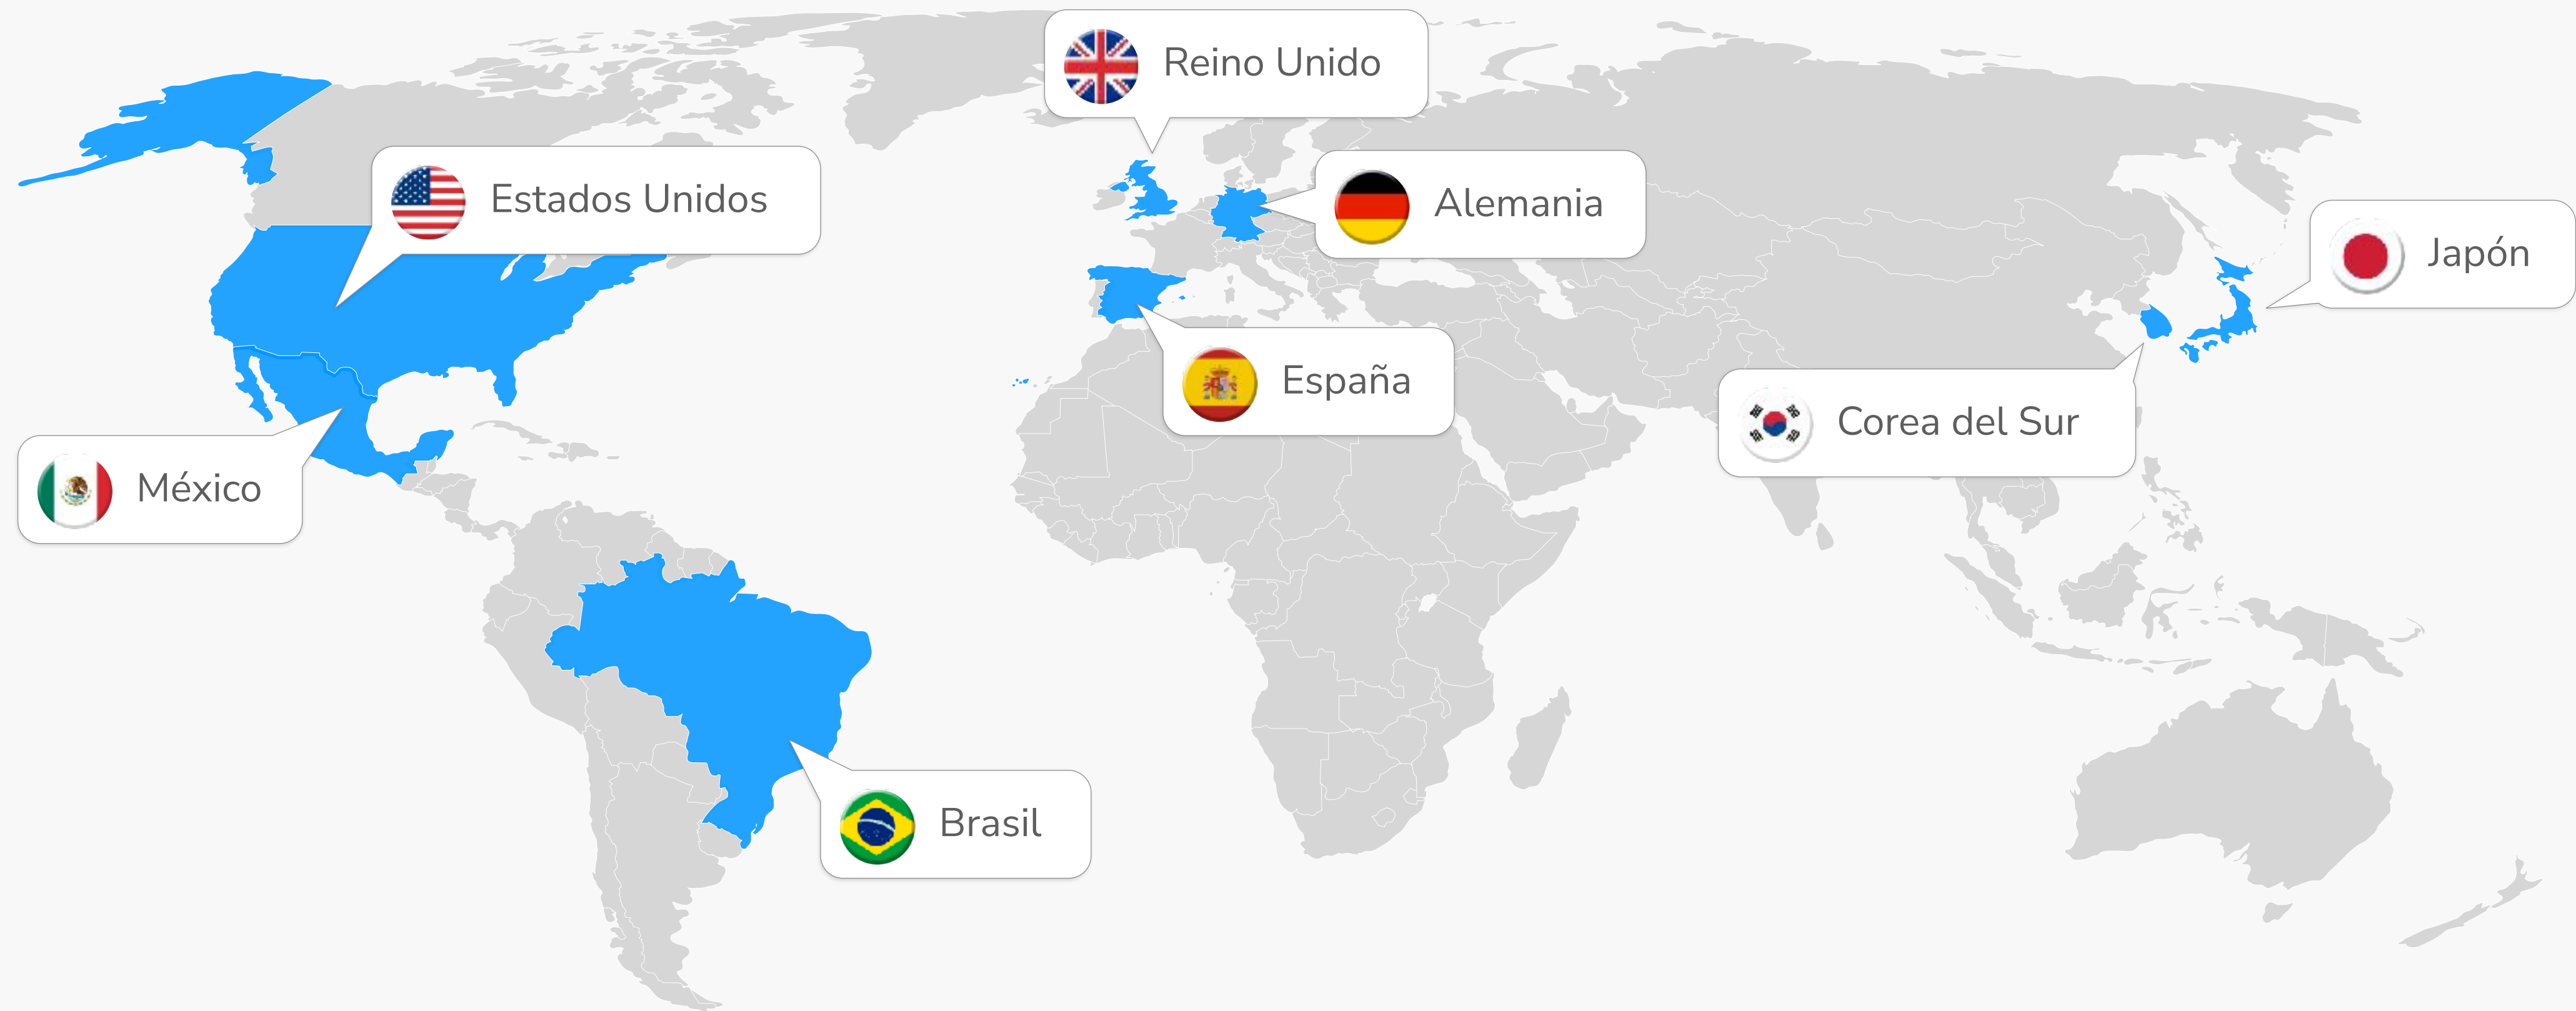 Reino Unido
Estados Unidos
Alemania
Japón
España
Corea del Sur
México
Brasil